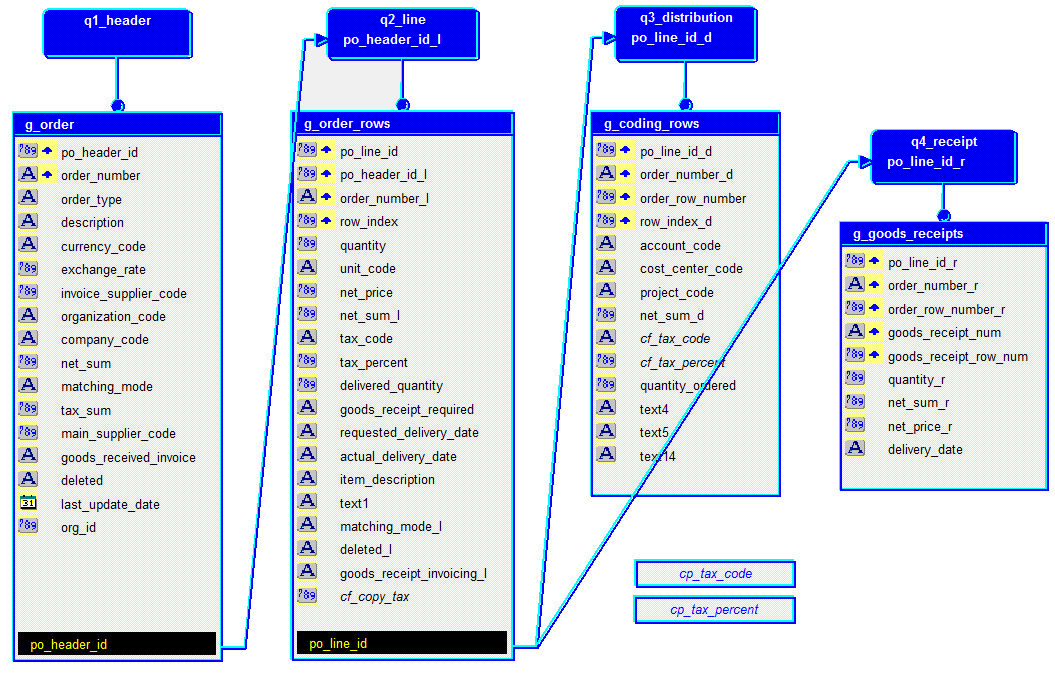 q1_header
g_order
po_header_id
order_number
order_type
description
currency_code
exchange_rate
invoice_supplier_code
organization_code
company_code
net_sum
matching_mode
tax_sum
main_supplier_code
goods_received_invoice
deleted
last_update_date
org_id
po_header_id
q2_line
po_header_id_l
g_order_rows
po_line_id
po_header_id_l
order_number_l
row_index
quantity
unit_code
net_price
net_sum_l
tax_code
tax_percent
delivered_quantity
goods_receipt_required
requested_delivery_date
actual_delivery_date
item_description
text1
matching_mode_l
deleted_l
goods_receipt_invoicing_l
cf_copy_tax
po_line_id
q3_distribution
po_line_id_d
g_coding_rows
po_line_id_d
order_number_d
order_row_number
row_index_d
account_code
cost_center_code
project_code
net_sum_d
cf_tax_code
cf_tax_percent
quantity_ordered
text4
text5
text14
cp_tax_code
cp_tax_percent
q4_receipt
po_line_id_r
g_goods_receipts
po_line_id_r
order_number_r
order_row_number_r
goods_receipt_num
goods_receipt_row_num
quantity_r
net_sum_r
net_price_r
delivery_date